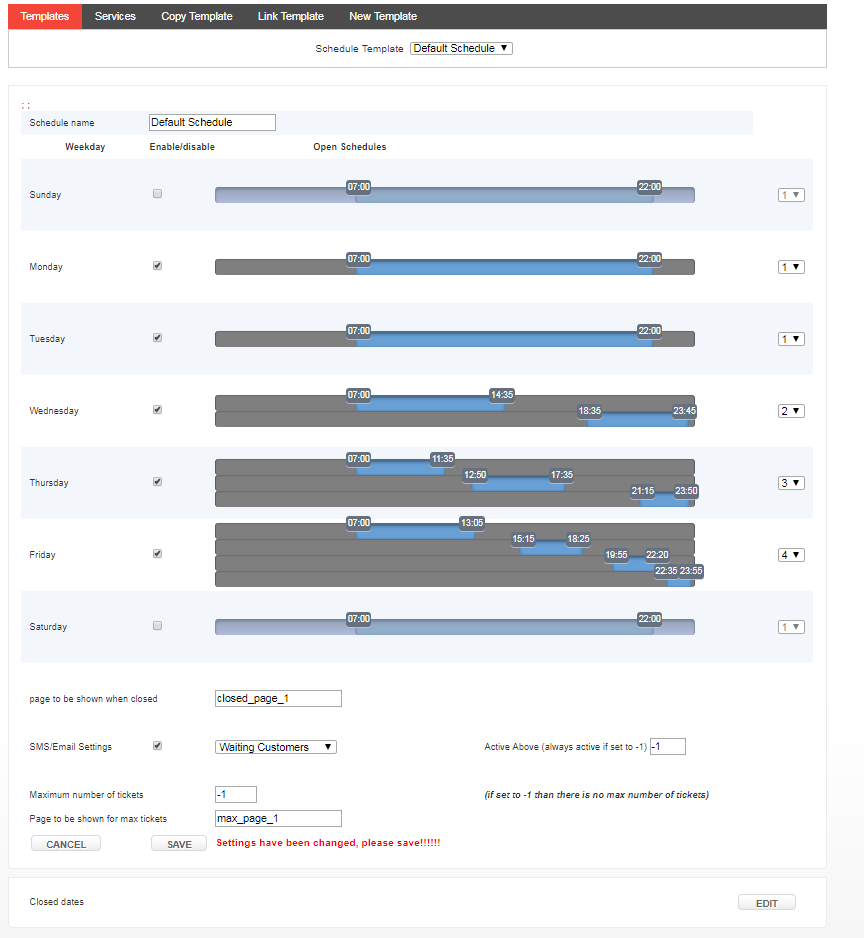 Templates Services Copy Template Link Template New Template
Schedule Template Default Schedule ▼
: :
Schedule name Default Schedule
Weekday Enable/disable Open Schedules
Sunday 07:00 22:00 1 ▼
Monday 07:00 22:00 1 ▼
Tuesday 07:00 22:00 1 ▼
Wednesday 07:00 14:35 18:35 23:45 2 ▼
Thursday 07:00 11:35 12:50 17:35 21:15 23:50 3 ▼
Friday 07:00 13:05 15:15 18:25 19:55 22:20 22:35 23:55 4 ▼
Saturday 07:00 22:00 1 ▼
page to be shown when closed closed_page_1
SMS/Email Settings Waiting Customers ▼ Active Above (always active if set to -1) -1
Maximum number of tickets -1 (if set to -1 than there is no max number of tickets)
Page to be shown for max tickets max_page_1
CANCEL SAVE Settings have been changed, please save!!!!!!
Closed dates EDIT